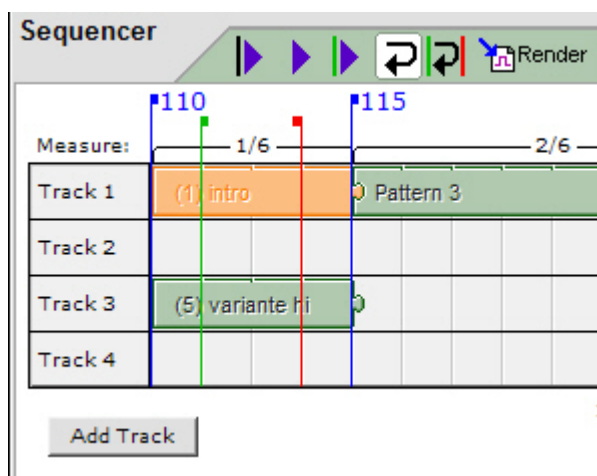 Sequencer
Render
110 115
Measure: 1/6 2/6
Track 1 (1) intro Pattern 3
Track 2
Track 3 (5) variante hi
Track 4
Add Track